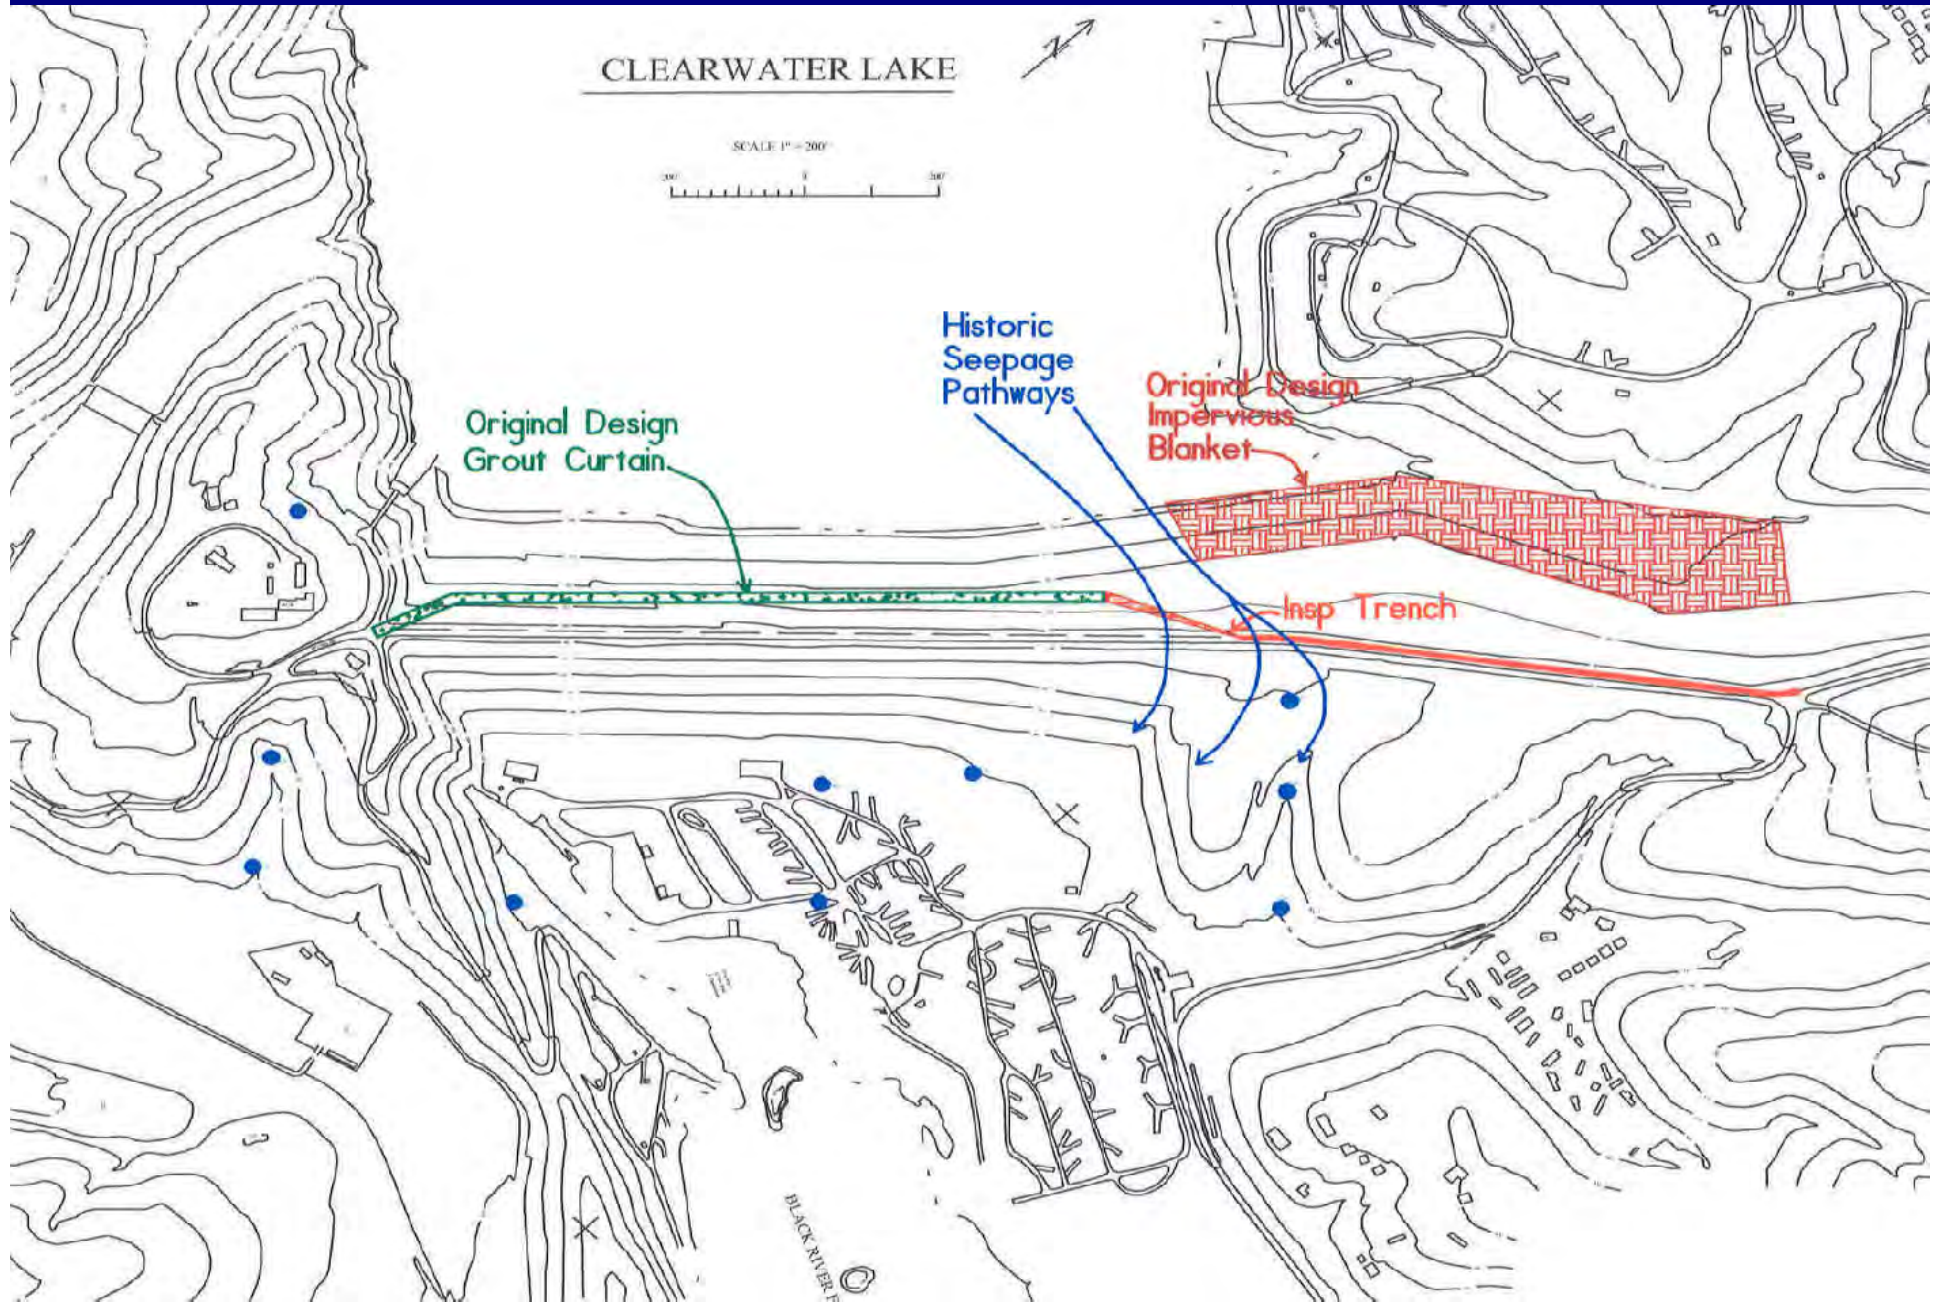 CLEARWATER LAKE
SCALE 1" = 200'
200'
200'
Historic
Seepage
Pathways
Original Design
Impervious
Blanket
Original Design
Grout Curtain
Insp Trench
BLACK RIVER